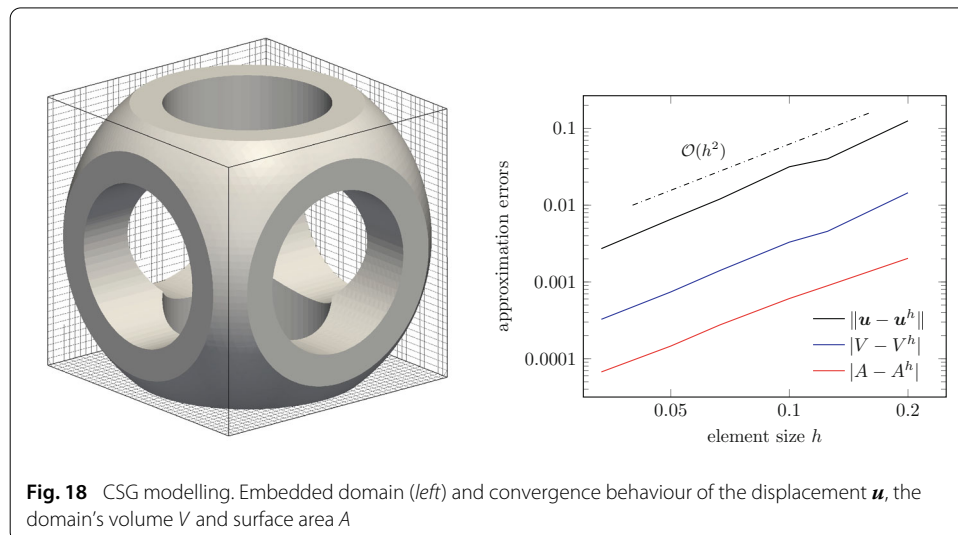 0.1
0.01
0.001
0.0001
approximation errors
𝒪(h²)
‖u − uʰ‖
|V − Vʰ|
|A − Aʰ|
0.05 0.1 0.2
element size h
Fig. 18 CSG modelling. Embedded domain (left) and convergence behaviour of the displacement u, the
domain's volume V and surface area A